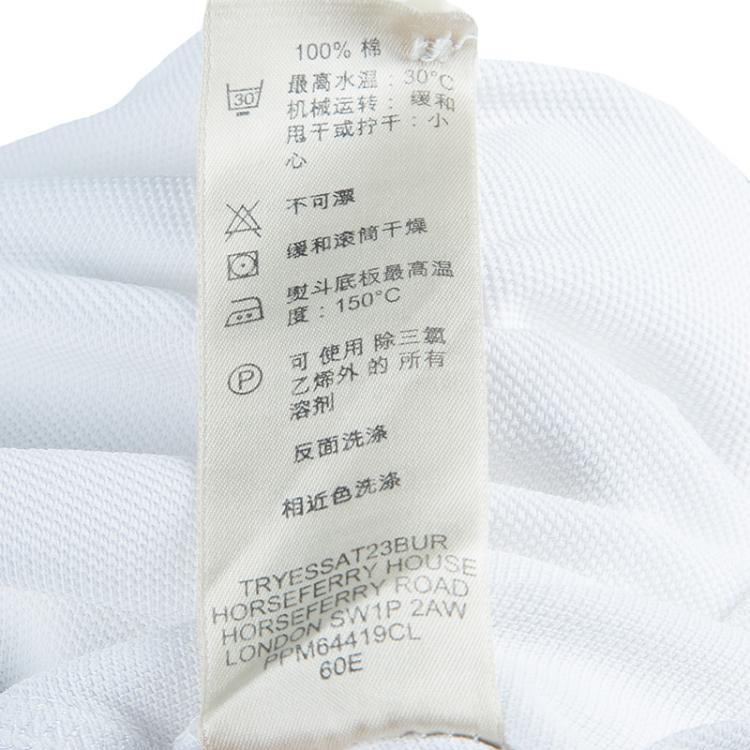 100% 棉
30
最高水温:30°C
机械运转: 缓和
甩干或拧干:小
心
不可漂
缓和滚筒干燥
熨斗底板最高温
度:150°C
P
可 使用 除三氯
乙烯外 的 所有
溶剂
反面洗涤
相近色洗涤
TRYESSAT23BUR
HORSEFERRY HOUSE
HORSEFERRY ROAD
LONDON SW1P 2AW
PPM64419CL
60E